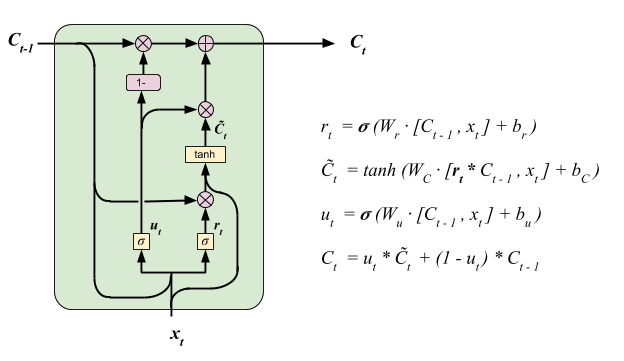 C_{t-1}
C_t
1-
C̃_t
tanh
u_t
r_t
σ
σ
x_t
r_t = σ (W_r · [C_{t-1}, x_t] + b_r)
C̃_t = tanh (W_C · [r_t * C_{t-1}, x_t] + b_C)
u_t = σ (W_u · [C_{t-1}, x_t] + b_u)
C_t = u_t * C̃_t + (1 - u_t) * C_{t-1}